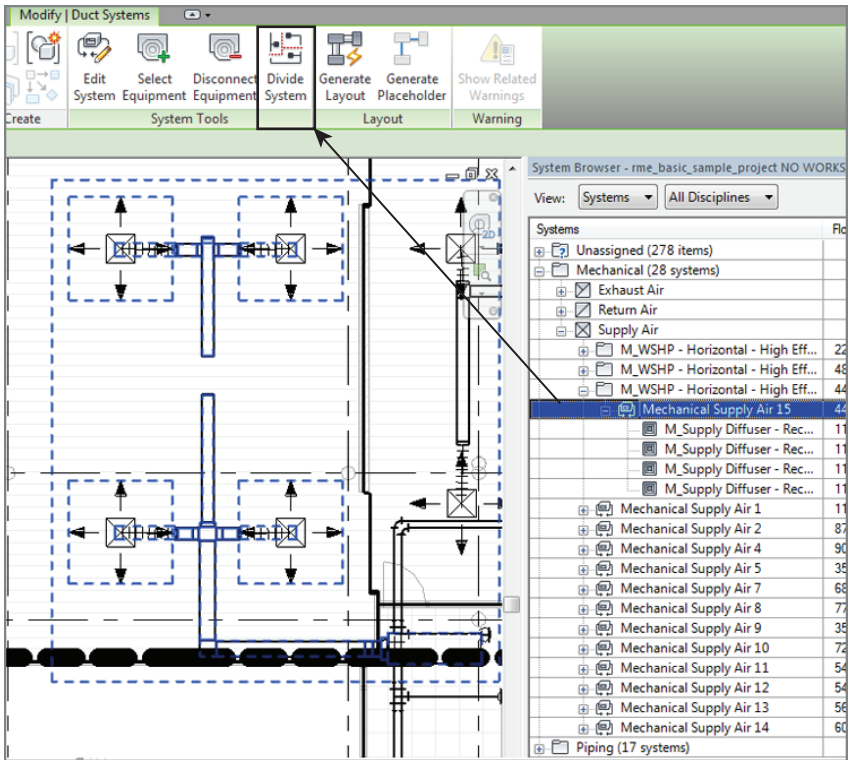 Modify | Duct Systems
Edit System
Select Equipment
Disconnect Equipment
Divide System
Generate Layout
Generate Placeholder
Show Related Warnings
Create
System Tools
Layout
Warning
System Browser - rme_basic_sample_project NO WORKS
View: Systems All Disciplines
Systems Flo
Unassigned (278 items)
Mechanical (28 systems)
Exhaust Air
Return Air
Supply Air
M_WSHP - Horizontal - High Eff... 22
M_WSHP - Horizontal - High Eff... 48
M_WSHP - Horizontal - High Eff... 44
Mechanical Supply Air 15 44
M_Supply Diffuser - Rec... 11
M_Supply Diffuser - Rec... 11
M_Supply Diffuser - Rec... 11
M_Supply Diffuser - Rec... 11
Mechanical Supply Air 1 11
Mechanical Supply Air 2 87
Mechanical Supply Air 4 90
Mechanical Supply Air 5 35
Mechanical Supply Air 7 68
Mechanical Supply Air 8 77
Mechanical Supply Air 9 35
Mechanical Supply Air 10 72
Mechanical Supply Air 11 54
Mechanical Supply Air 12 54
Mechanical Supply Air 13 56
Mechanical Supply Air 14 60
Piping (17 systems)
2D